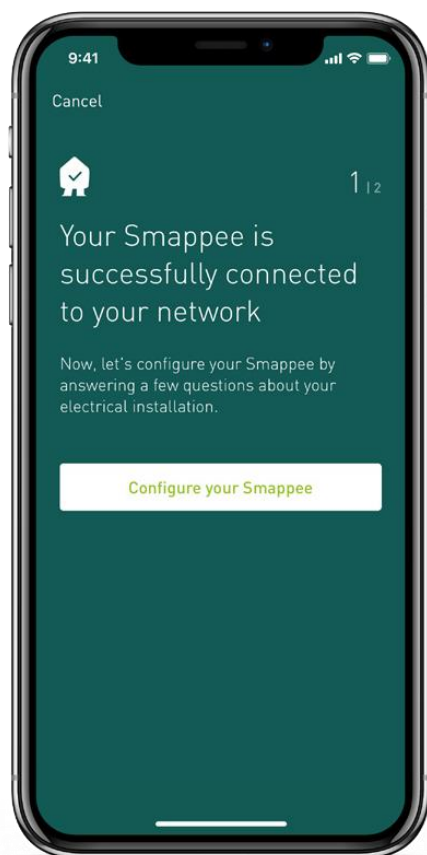 9:41
Cancel
1 | 2
Your Smappee is
successfully connected
to your network
Now, let's configure your Smappee by
answering a few questions about your
electrical installation.
Configure your Smappee